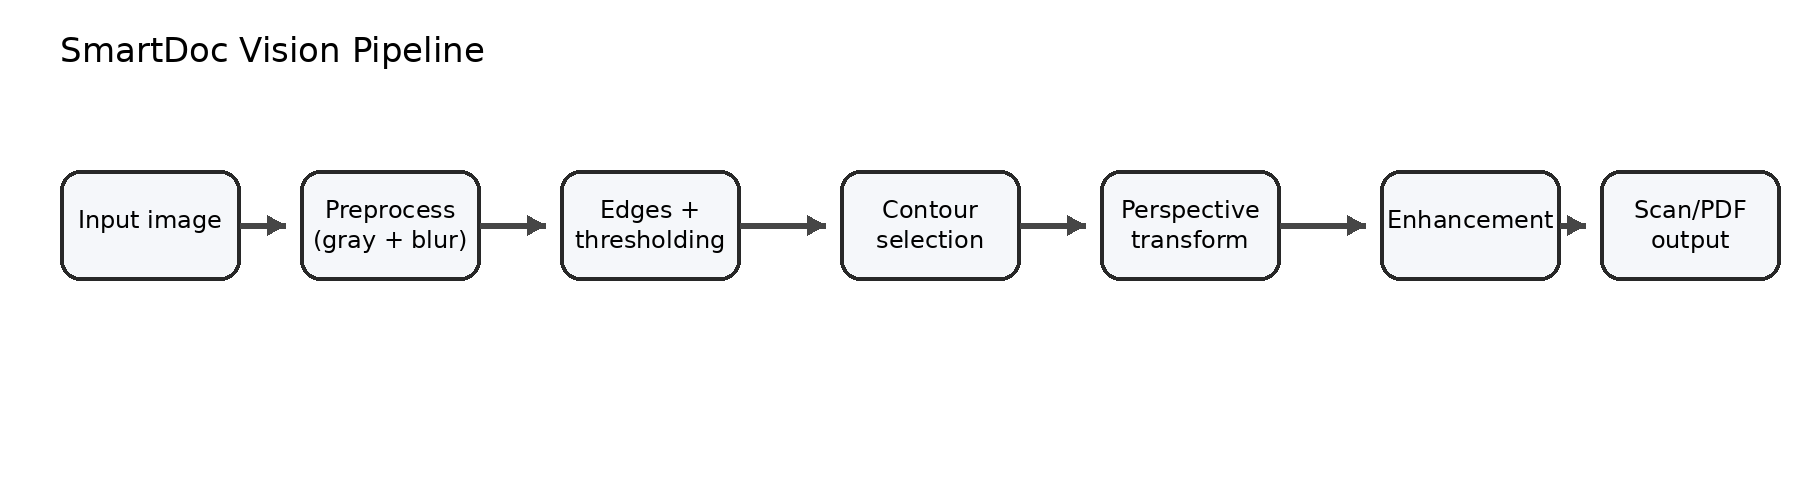 SmartDoc Vision Pipeline
Input image
Preprocess
(gray + blur)
Edges +
thresholding
Contour
selection
Perspective
transform
Enhancement
Scan/PDF
output